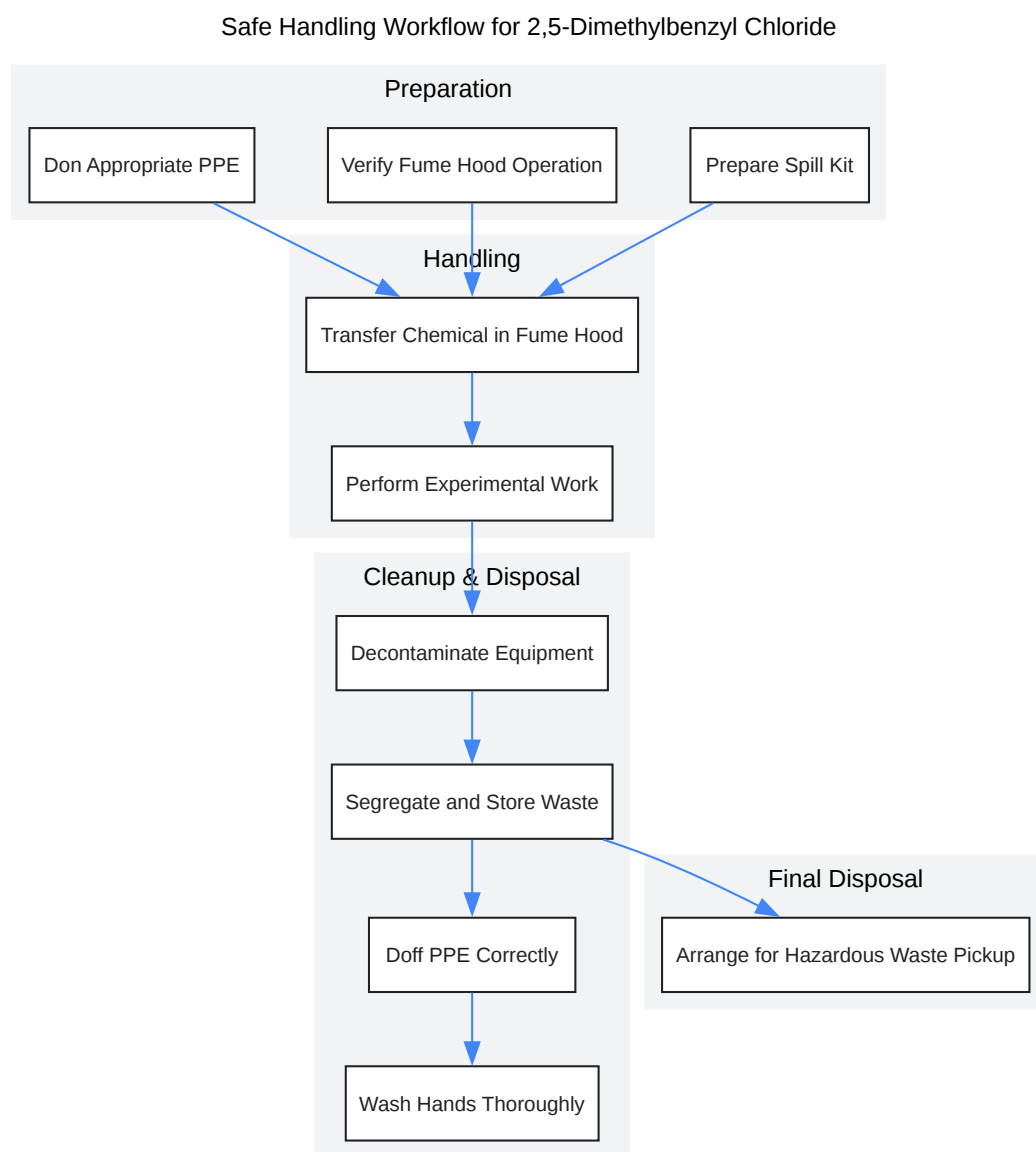 Safe Handling Workflow for 2,5-Dimethylbenzyl Chloride
Preparation
Don Appropriate PPE
Verify Fume Hood Operation
Prepare Spill Kit
Handling
Transfer Chemical in Fume Hood
Perform Experimental Work
Cleanup & Disposal
Decontaminate Equipment
Segregate and Store Waste
Final Disposal
Doff PPE Correctly
Arrange for Hazardous Waste Pickup
Wash Hands Thoroughly